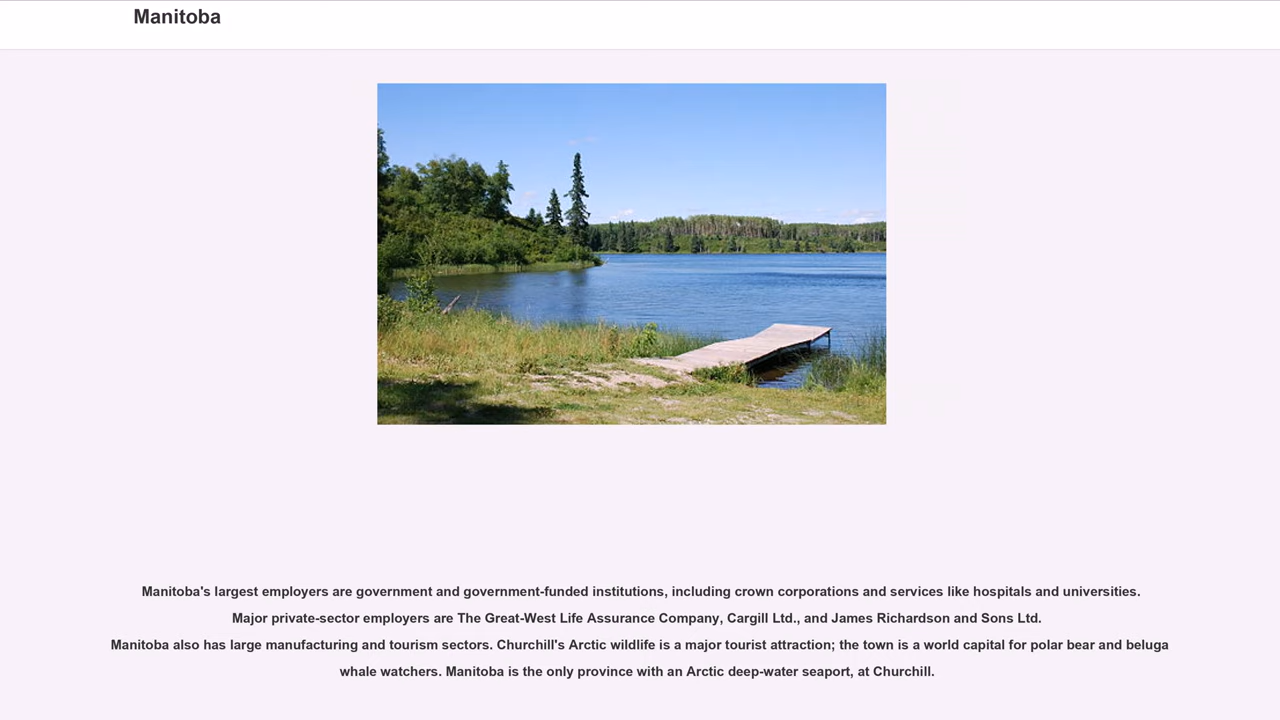 Manitoba
Manitoba's largest employers are government and government-funded institutions, including crown corporations and services like hospitals and universities.
Major private-sector employers are The Great-West Life Assurance Company, Cargill Ltd., and James Richardson and Sons Ltd.
Manitoba also has large manufacturing and tourism sectors. Churchill's Arctic wildlife is a major tourist attraction; the town is a world capital for polar bear and beluga
whale watchers. Manitoba is the only province with an Arctic deep-water seaport, at Churchill.